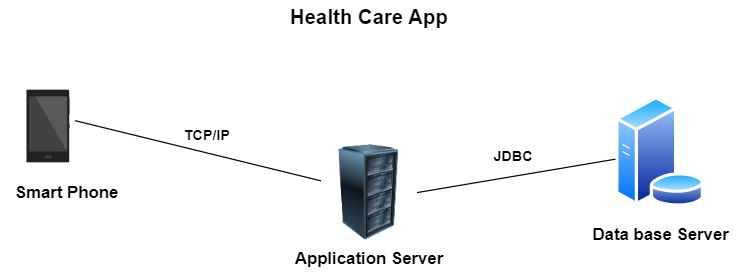 Health Care App
TCP/IP
JDBC
Smart Phone
Data base Server
Application Server